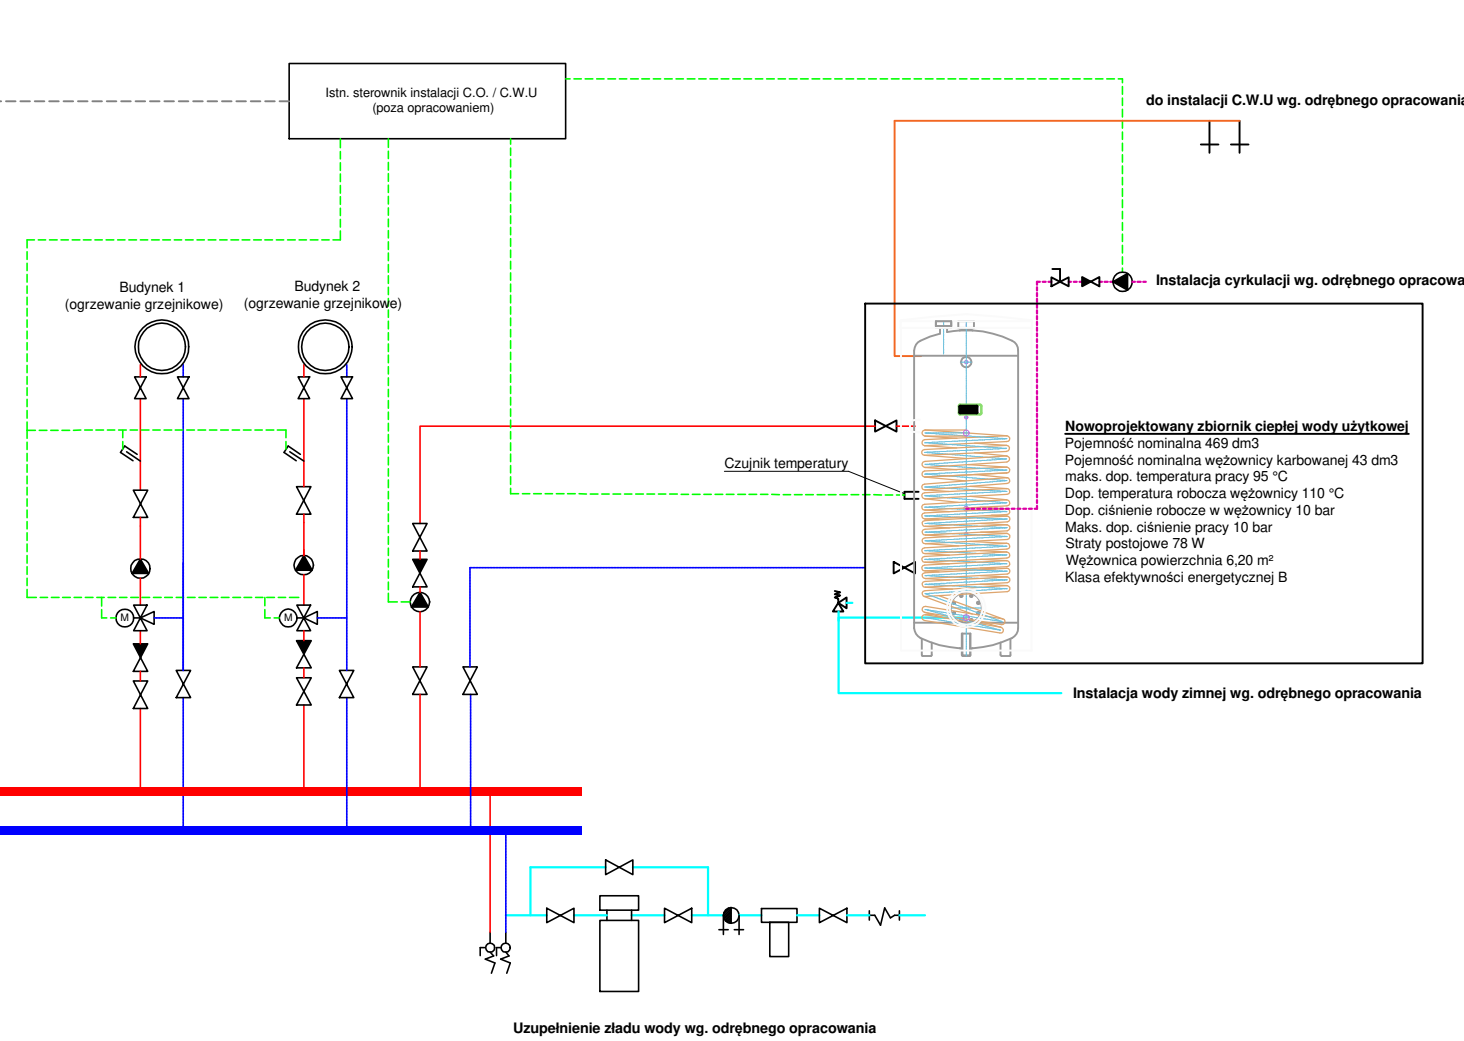 Istn. sterownik instalacji C.O. / C.W.U
(poza opracowaniem)
do instalacji C.W.U wg. odrębnego opracowania
Budynek 1
(ogrzewanie grzejnikowe)
Budynek 2
(ogrzewanie grzejnikowe)
Instalacja cyrkulacji wg. odrębnego opracowa
Czujnik temperatury
Nowoprojektowany zbiornik ciepłej wody użytkowej
Pojemność nominalna 469 dm3
Pojemność nominalna wężownicy karbowanej 43 dm3
maks. dop. temperatura pracy 95 °C
Dop. temperatura robocza wężownicy 110 °C
Dop. ciśnienie robocze w wężownicy 10 bar
Maks. dop. ciśnienie pracy 10 bar
Straty postojowe 78 W
Wężownica powierzchnia 6,20 m²
Klasa efektywności energetycznej B
M
M
Instalacja wody zimnej wg. odrębnego opracowania
Uzupełnienie zładu wody wg. odrębnego opracowania